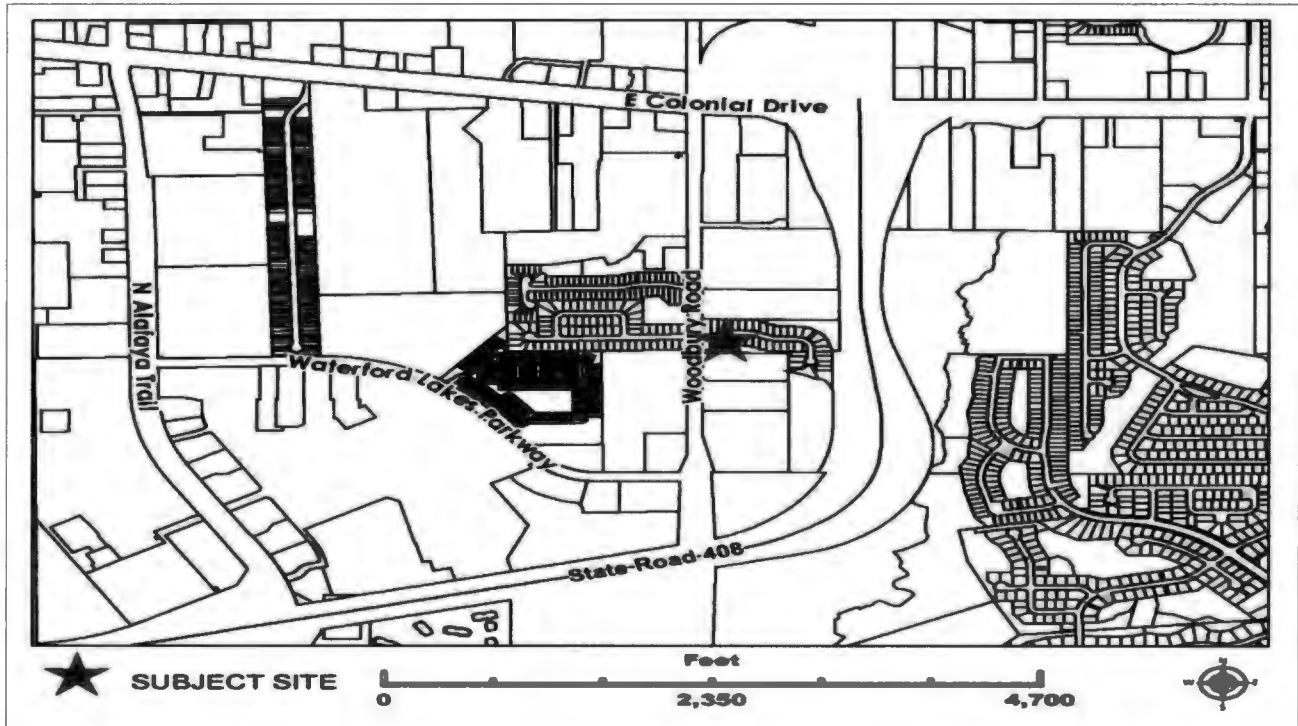 E Colonial Drive
N Alafaya Trail
Woodbury Road
Waterford Lakes Parkway
State Road 408
SUBJECT SITE
Feet
0
2,350
4,700
N
W
E
S